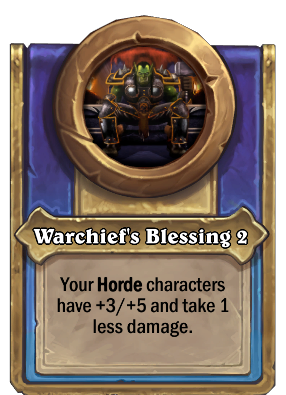 Warchief's Blessing 2
Your Horde characters
have +3/+5 and take 1
less damage.